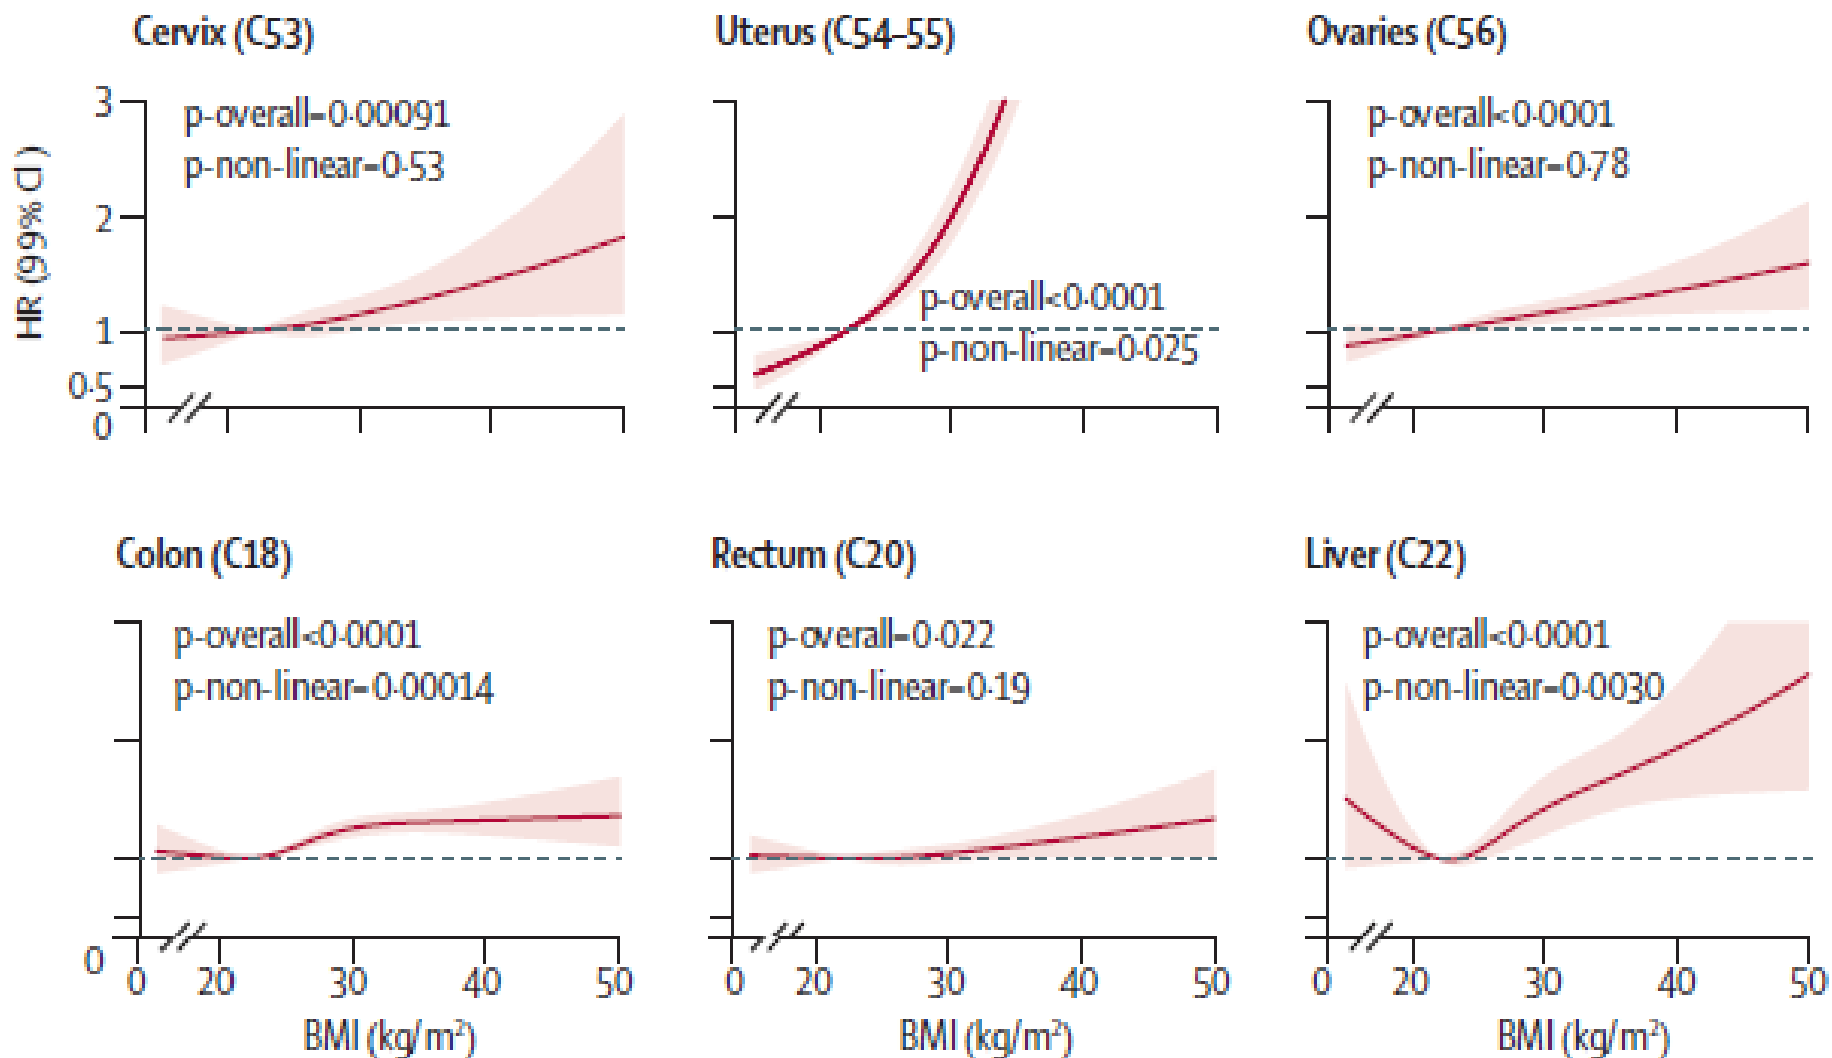 Cervix (C53)
Uterus (C54–55)
Ovaries (C56)
HR (99% CI)
3
2
1
0·5
0
p-overall=0·00091
p-non-linear=0·53
p-overall<0·0001
p-non-linear=0·025
p-overall<0·0001
p-non-linear=0·78
Colon (C18)
Rectum (C20)
Liver (C22)
p-overall<0·0001
p-non-linear=0·00014
p-overall=0·022
p-non-linear=0·19
p-overall<0·0001
p-non-linear=0·0030
0
0 20 30 40 50
0 20 30 40 50
0 20 30 40 50
BMI (kg/m²)
BMI (kg/m²)
BMI (kg/m²)